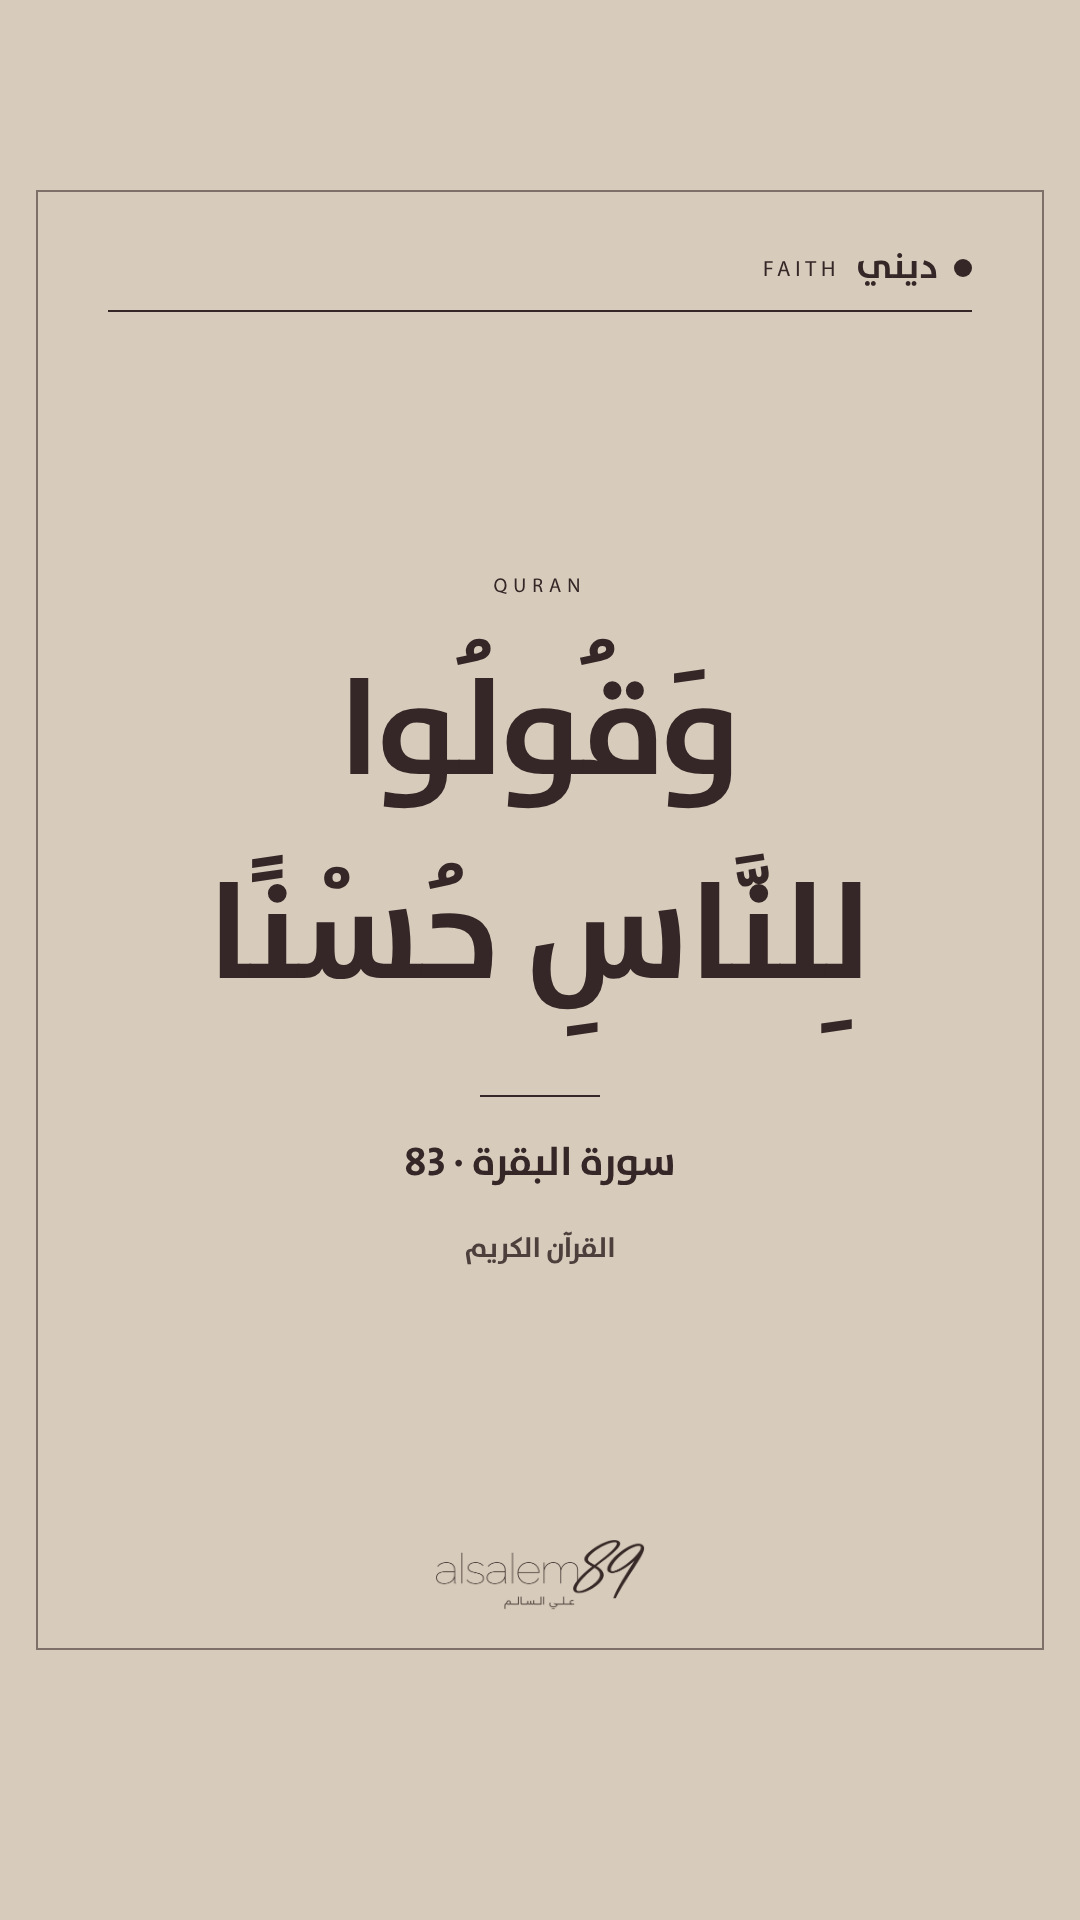 ديني FAITH
QURAN
وَقُولُوا
لِلنَّاسِ حُسْنًا
سورة البقرة · 83
القرآن الكريم
alsalem89
علي السالم